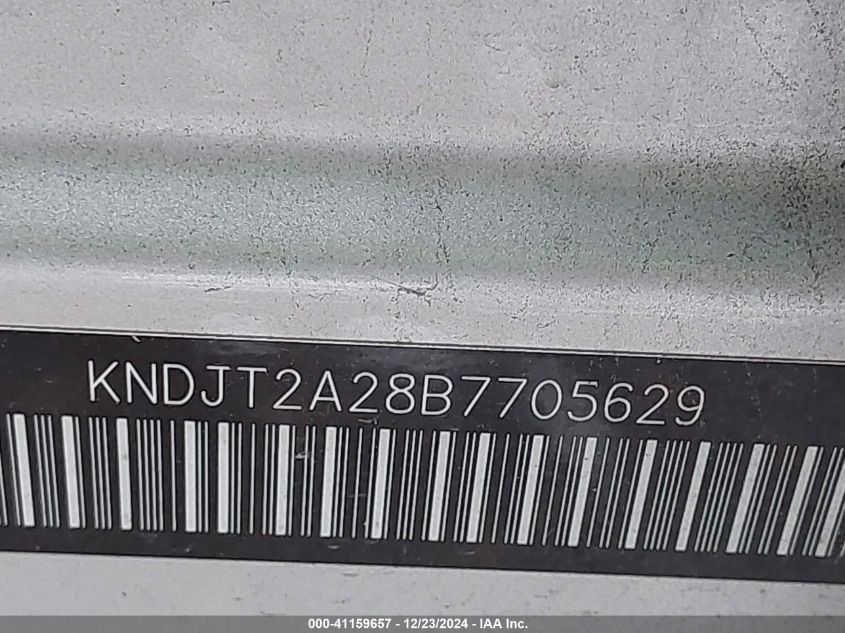 KNDJT2A28B7705629
000-41159657 - 12/23/2024 - IAA Inc.